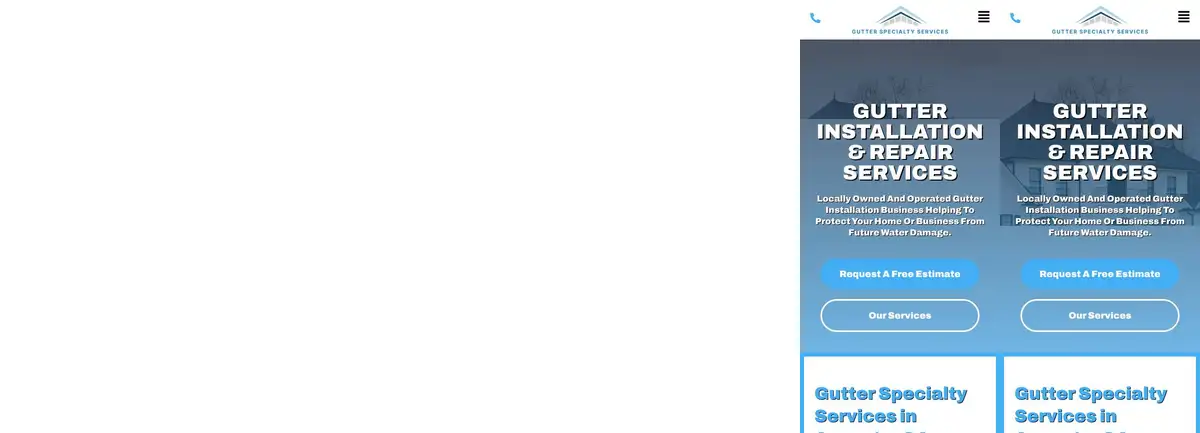 GUTTER SPECIALTY SERVICES
GUTTER
INSTALLATION
& REPAIR
SERVICES
Locally Owned And Operated Gutter
Installation Business Helping To
Protect Your Home Or Business From
Future Water Damage.
Request A Free Estimate
Our Services
Gutter Specialty
Services in
GUTTER SPECIALTY SERVICES
GUTTER
INSTALLATION
& REPAIR
SERVICES
Locally Owned And Operated Gutter
Installation Business Helping To
Protect Your Home Or Business From
Future Water Damage.
Request A Free Estimate
Our Services
Gutter Specialty
Services in